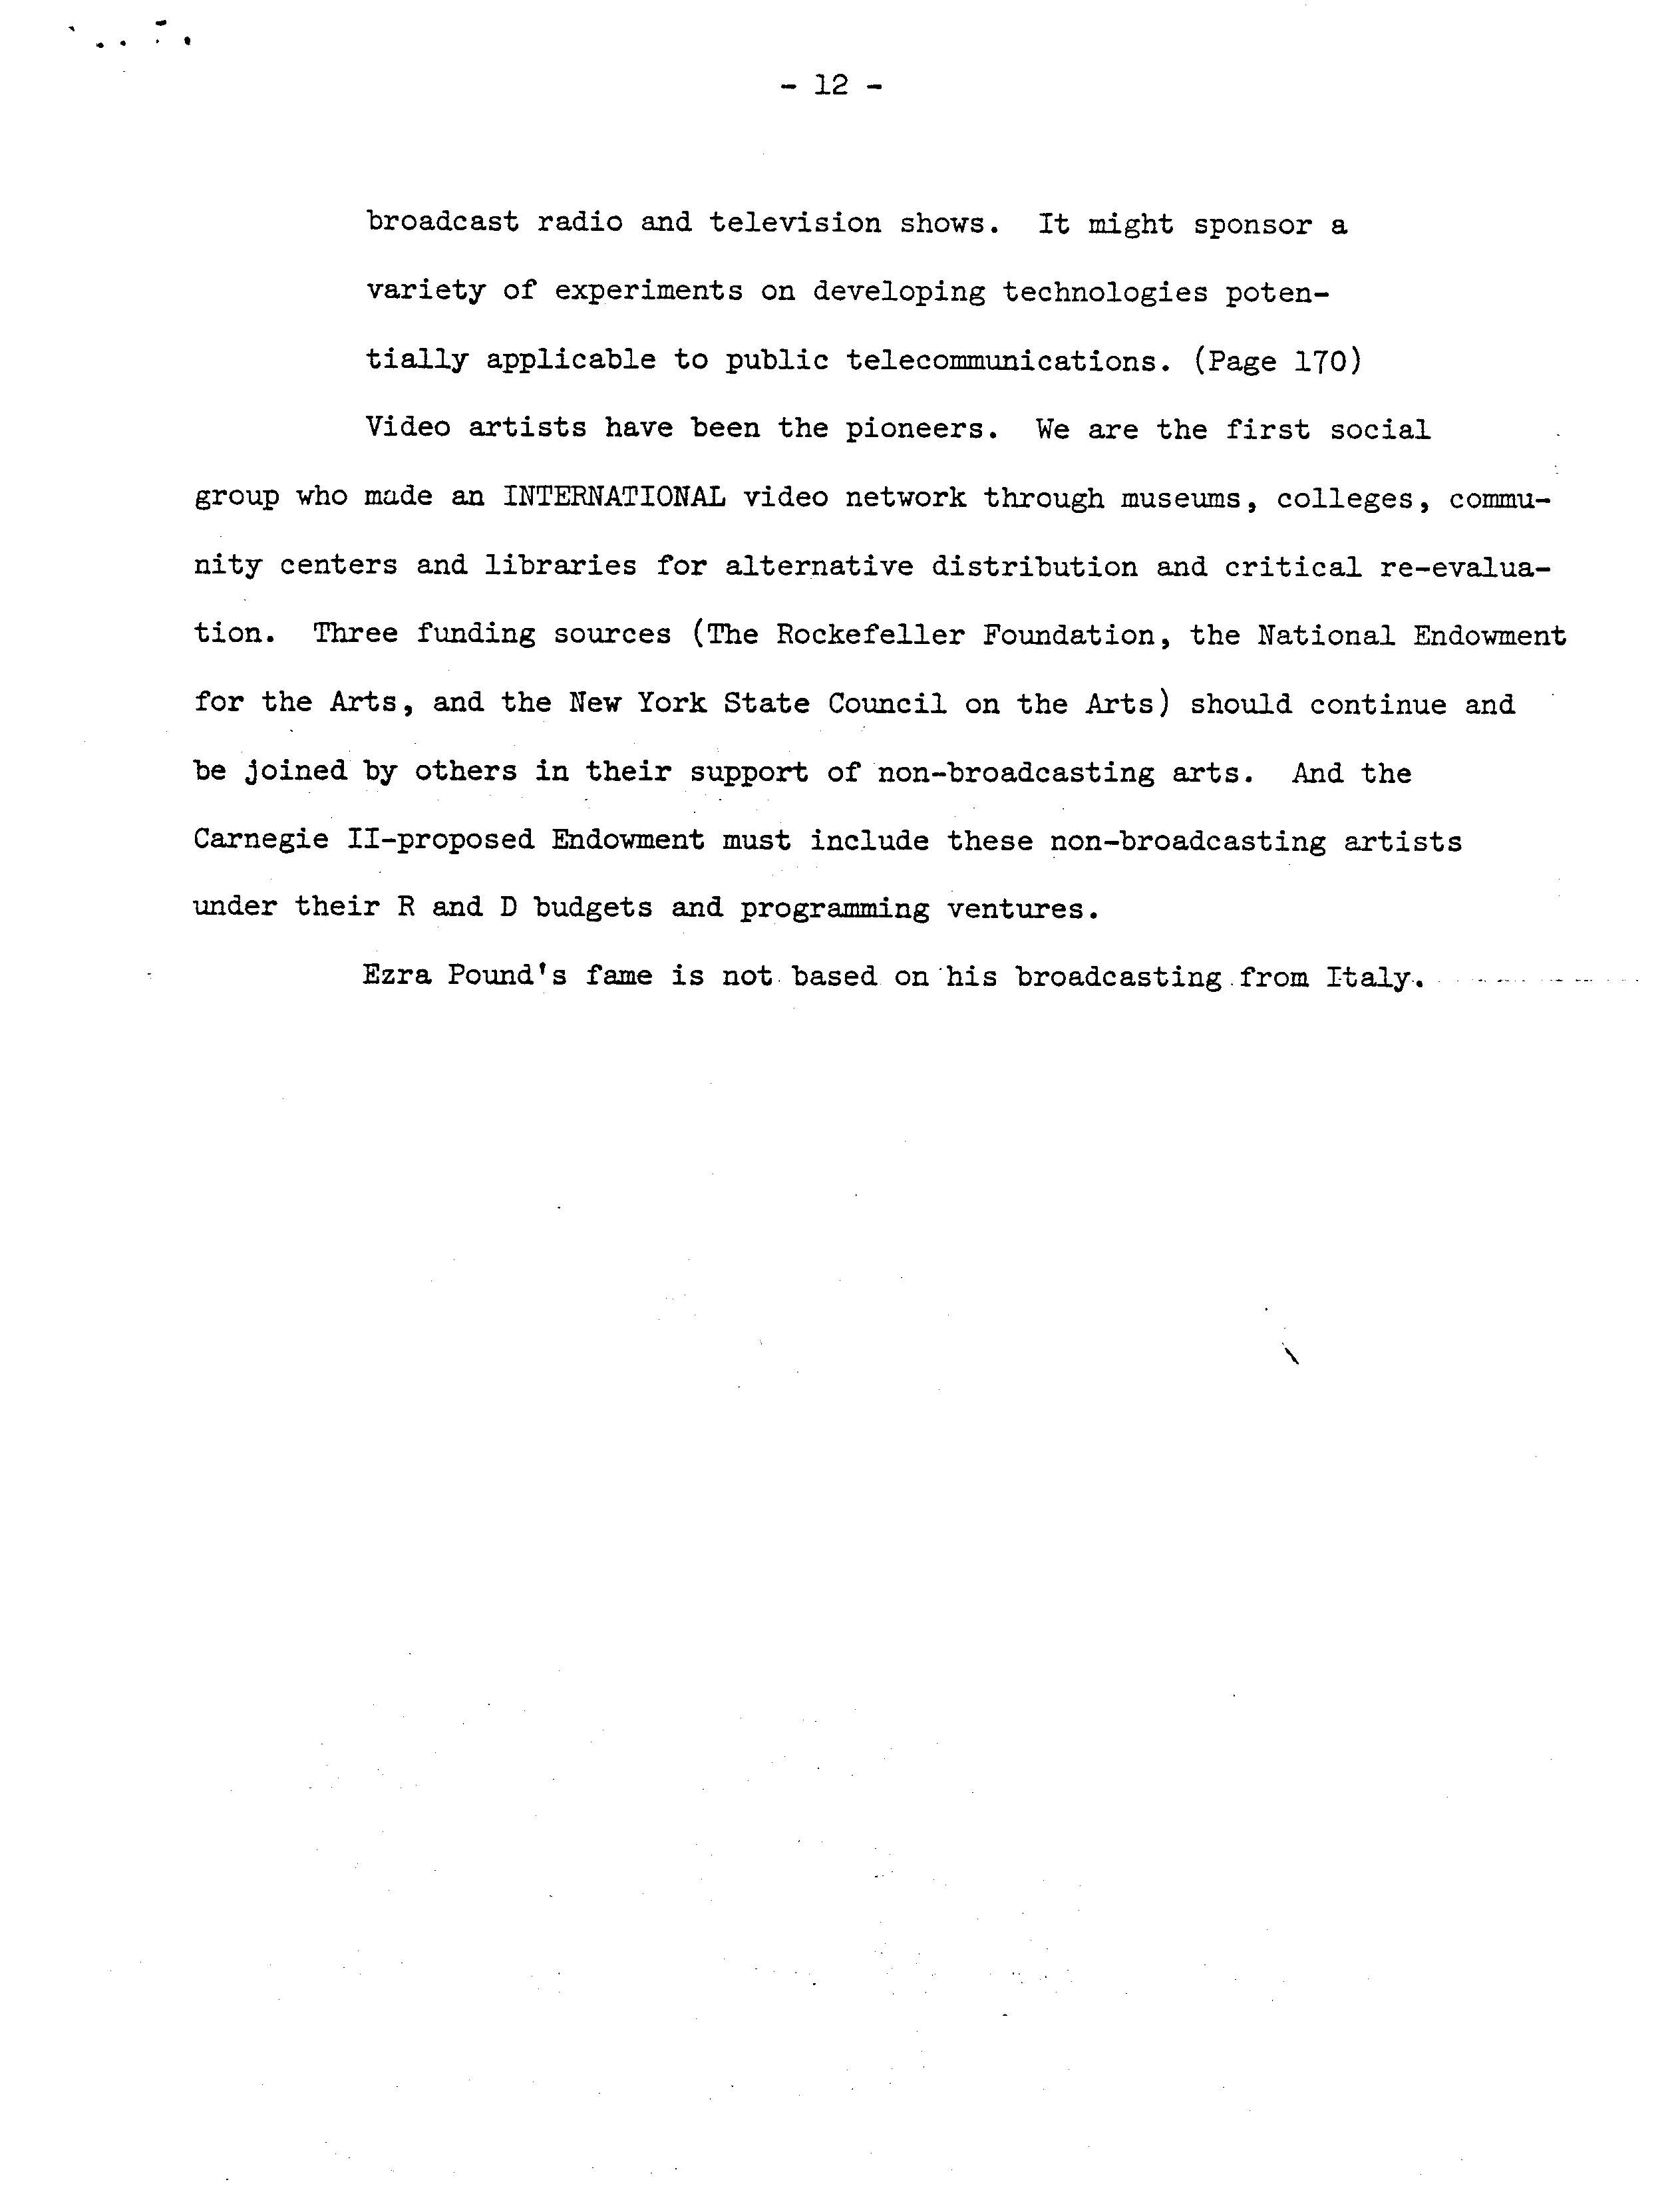 - 12 -
broadcast radio and television shows.  It might sponsor a
variety of experiments on developing technologies poten-
tially applicable to public telecommunications. (Page 170)
Video artists have been the pioneers.  We are the first social
group who made an INTERNATIONAL video network through museums, colleges, commu-
nity centers and libraries for alternative distribution and critical re-evalua-
tion.  Three funding sources (The Rockefeller Foundation, the National Endowment
for the Arts, and the New York State Council on the Arts) should continue and
be joined by others in their support of non-broadcasting arts.  And the
Carnegie II-proposed Endowment must include these non-broadcasting artists
under their R and D budgets and programming ventures.
Ezra Pound's fame is not based on his broadcasting from Italy.